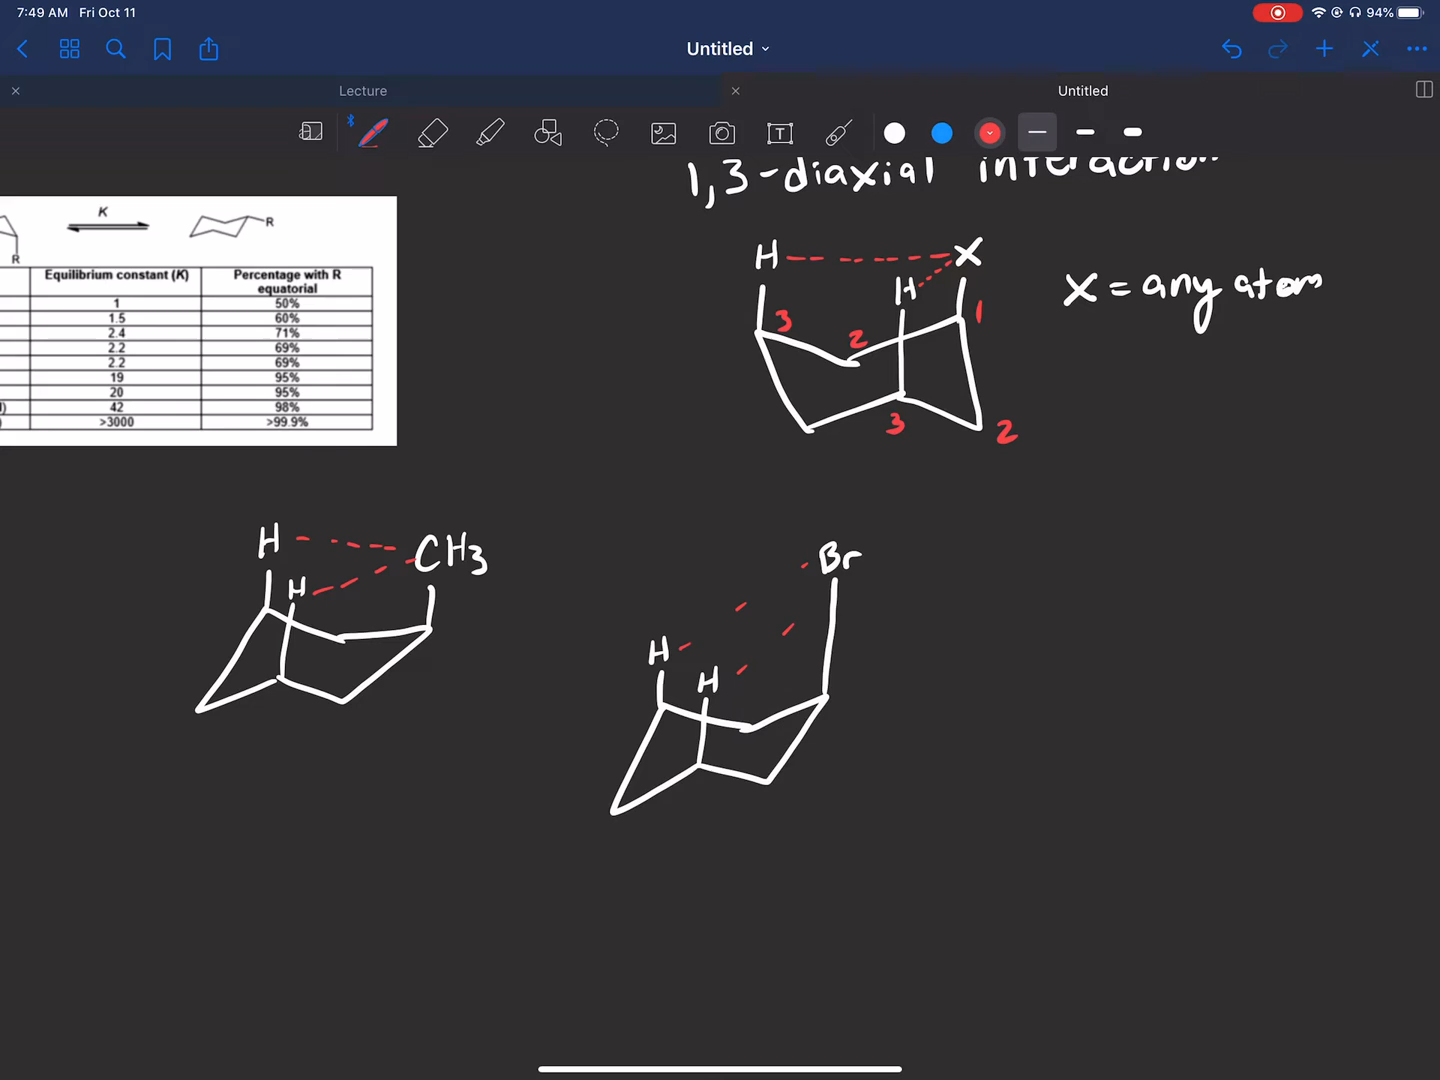 7:49 AM Fri Oct 11
94%
Untitled
Lecture
Untitled
T
1,3-diaxial interaction
K
R
R
Equilibrium constant (K) Percentage with R equatorial
1 50%
1.5 60%
2.4 71%
2.2 69%
2.2 69%
19 95%
20 95%
42 98%
>3000 >99.9%
H X
H
X = any atom
3 2 1
3 2
H CH3
H
Br
H
H